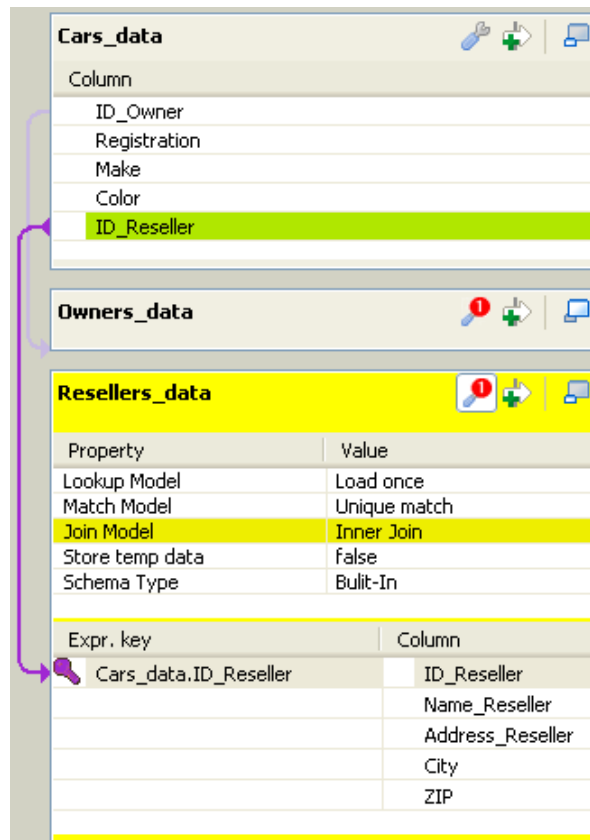 Cars_data
Column
ID_Owner
Registration
Make
Color
ID_Reseller
Owners_data
1
Resellers_data
1
Property Value
Lookup Model Load once
Match Model Unique match
Join Model Inner Join
Store temp data false
Schema Type Bulit-In
Expr. key Column
Cars_data.ID_Reseller ID_Reseller
Name_Reseller
Address_Reseller
City
ZIP